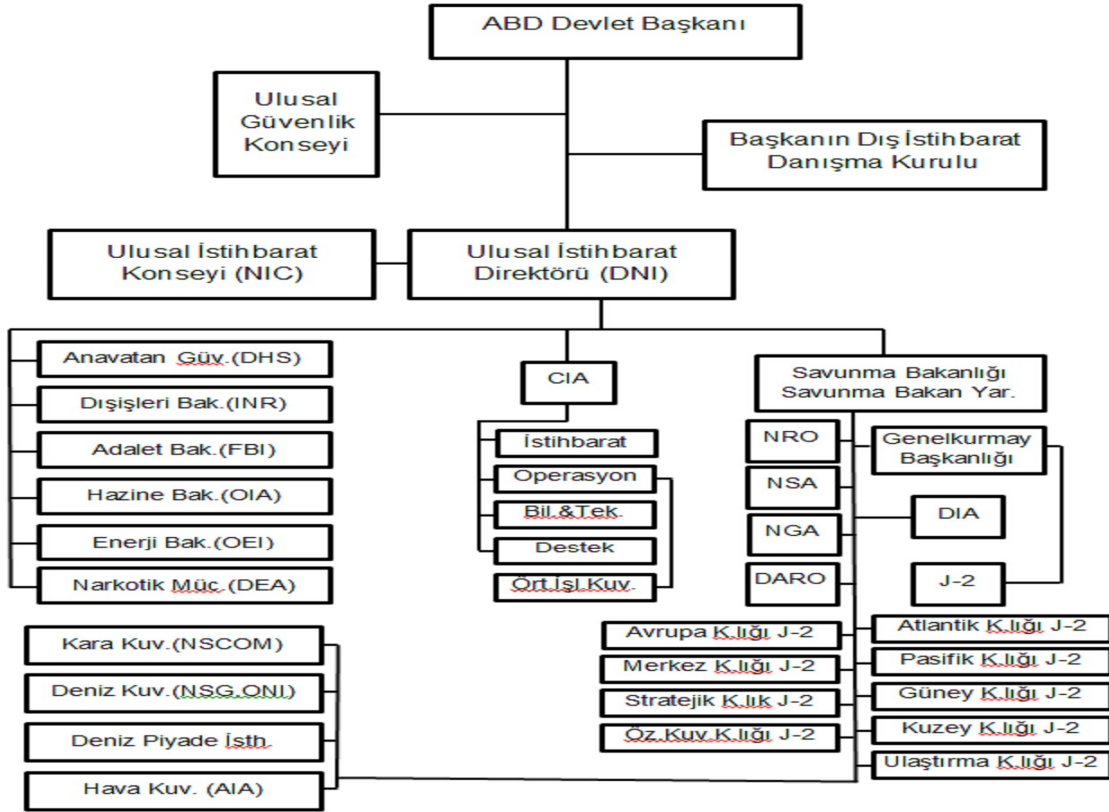 ABD Devlet Başkanı
Ulusal
Güvenlik
Konseyi
Başkanın Dış İstihbarat
Danışma Kurulu
Ulusal İstihbarat
Konseyi (NIC)
Ulusal İstihbarat
Direktörü (DNI)
Anavatan Güv.(DHS)
Dışişleri Bak.(INR)
Adalet Bak.(FBI)
Hazine Bak.(OIA)
Enerji Bak.(OEI)
Narkotik Müc.(DEA)
CIA
İstihbarat
Operasyon
Bil.&Tek.
Destek
Ört.İşl.Kuv.
Savunma Bakanlığı
Savunma Bakan Yar.
NRO
NSA
NGA
DARO
Genelkurmay
Başkanlığı
DIA
J-2
Kara Kuv.(NSCOM)
Deniz Kuv.(NSG,ONI)
Deniz Piyade İsth.
Hava Kuv. (AIA)
Avrupa K.lığı J-2
Merkez K.lığı J-2
Stratejik K.lık J-2
Öz.Kuv.K.lığı J-2
Atlantik K.lığı J-2
Pasifik K.lığı J-2
Güney K.lığı J-2
Kuzey K.lığı J-2
Ulaştırma K.lığı J-2